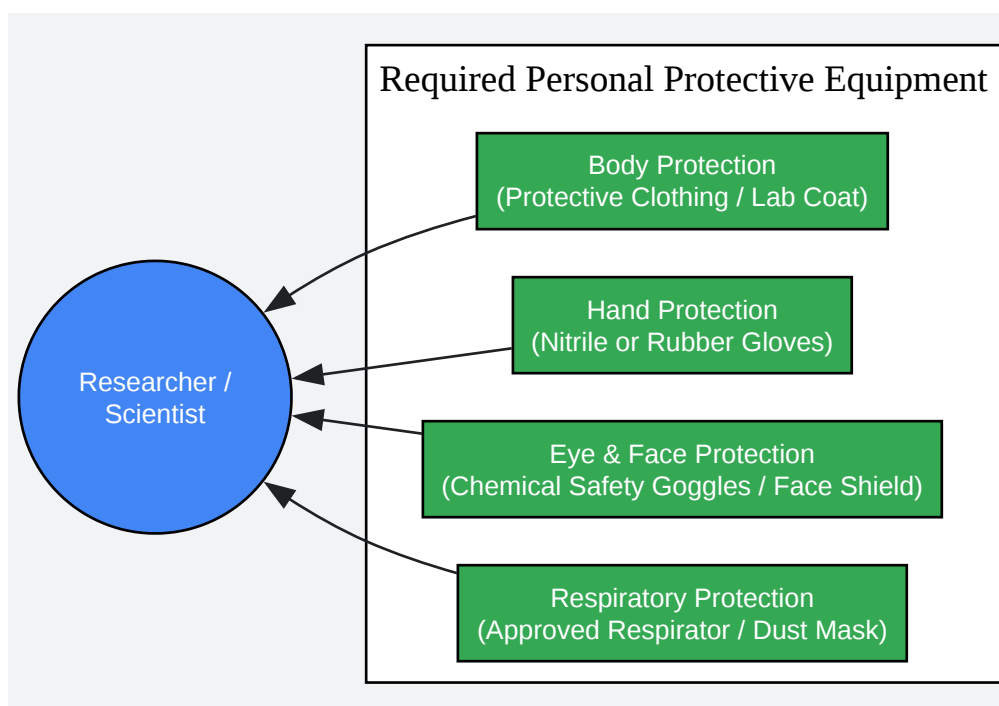 Required Personal Protective Equipment
Body Protection
(Protective Clothing / Lab Coat)
Hand Protection
(Nitrile or Rubber Gloves)
Researcher /
Scientist
Eye & Face Protection
(Chemical Safety Goggles / Face Shield)
Respiratory Protection
(Approved Respirator / Dust Mask)